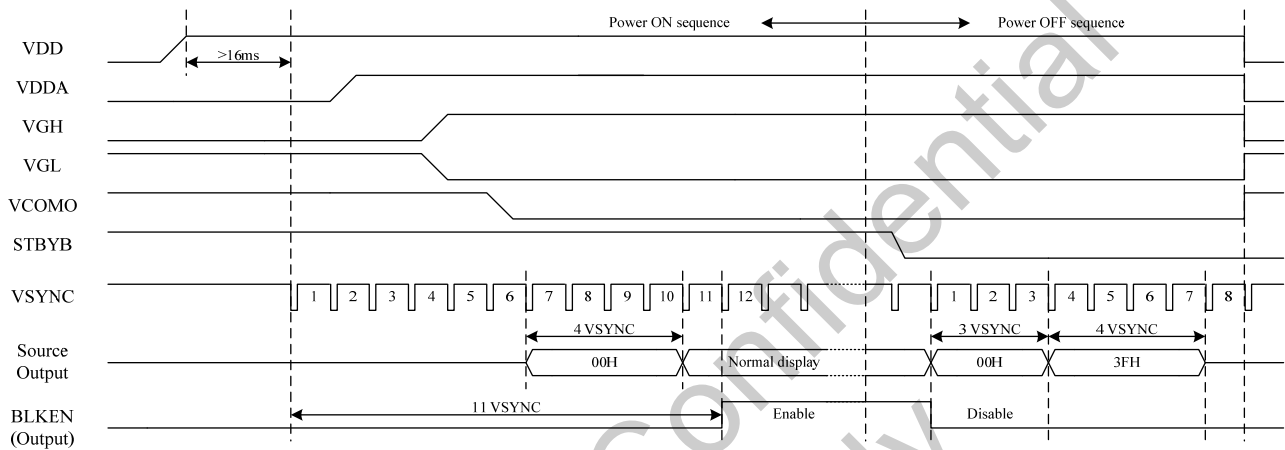 Power ON sequence
Power OFF sequence
VDD
>16ms
VDDA
VGH
VGL
VCOMO
STBYB
VSYNC
1 2 3 4 5 6 7 8 9 10 11 12 1 2 3 4 5 6 7 8
4 VSYNC
3 VSYNC
4 VSYNC
Source
Output
00H
Normal display
00H
3FH
11 VSYNC
BLKEN
(Output)
Enable
Disable
Confidential